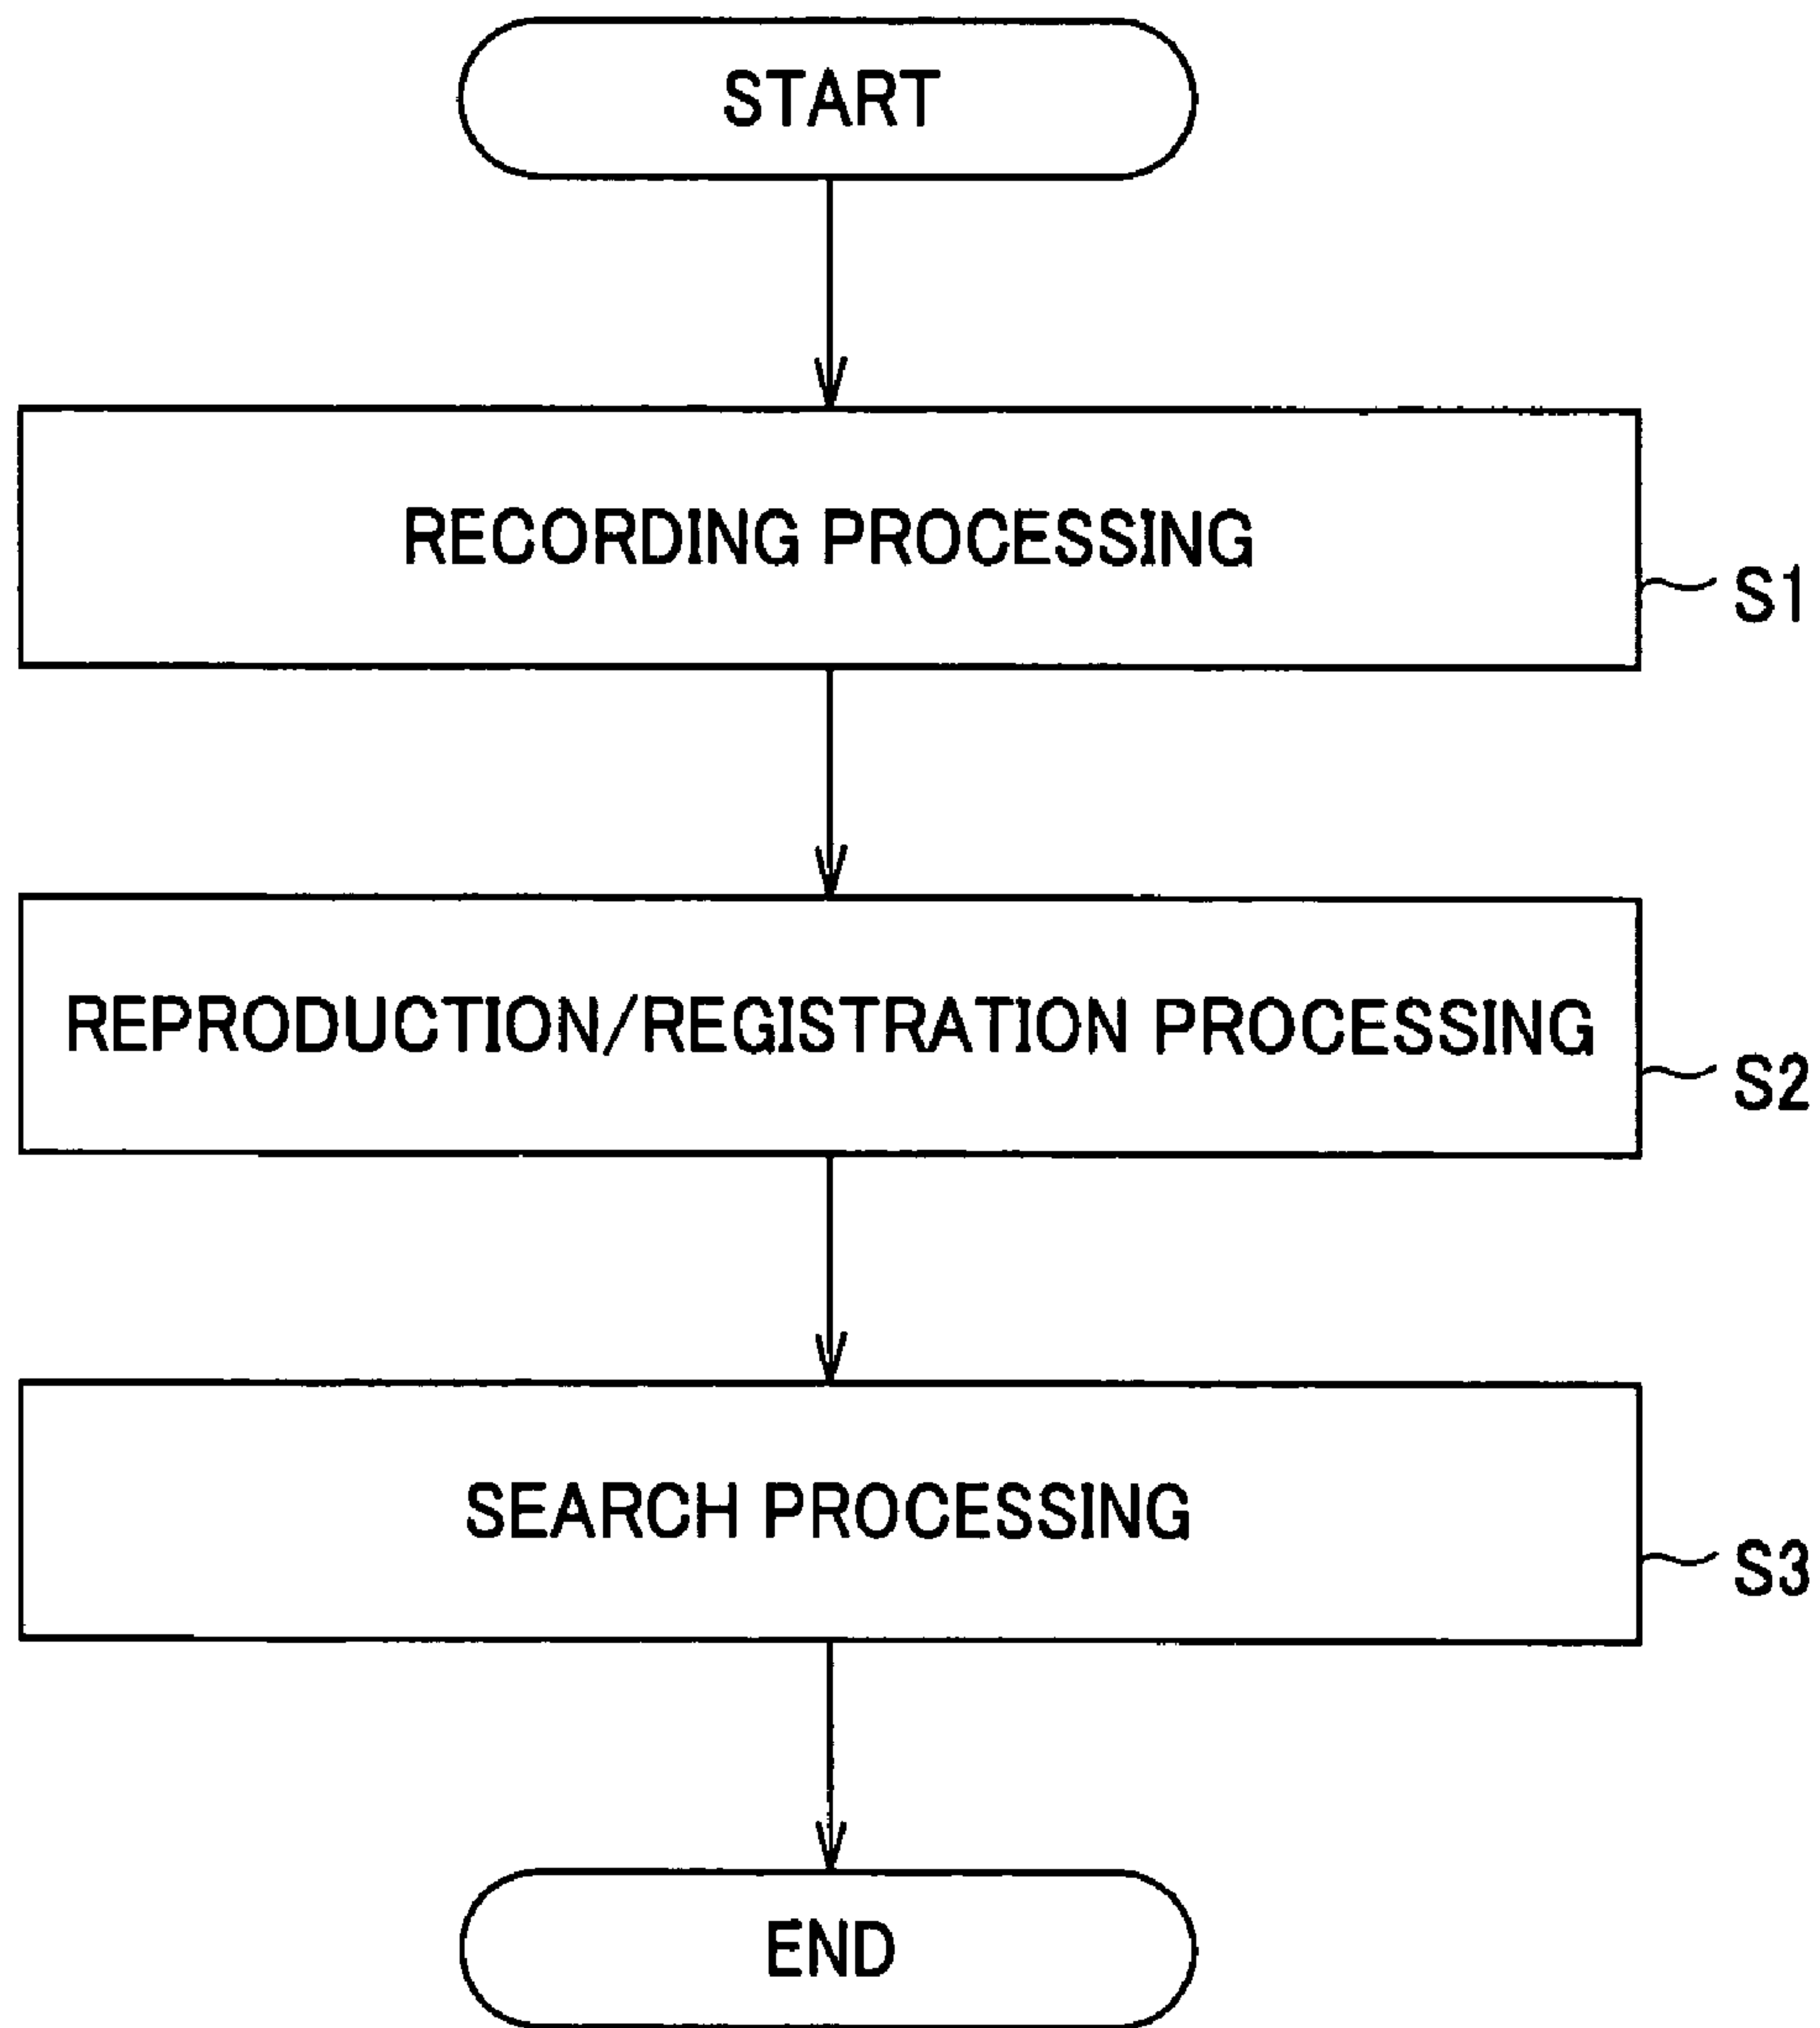 START
RECORDING PROCESSING
S1
REPRODUCTION/REGISTRATION PROCESSING
S2
SEARCH PROCESSING
S3
END